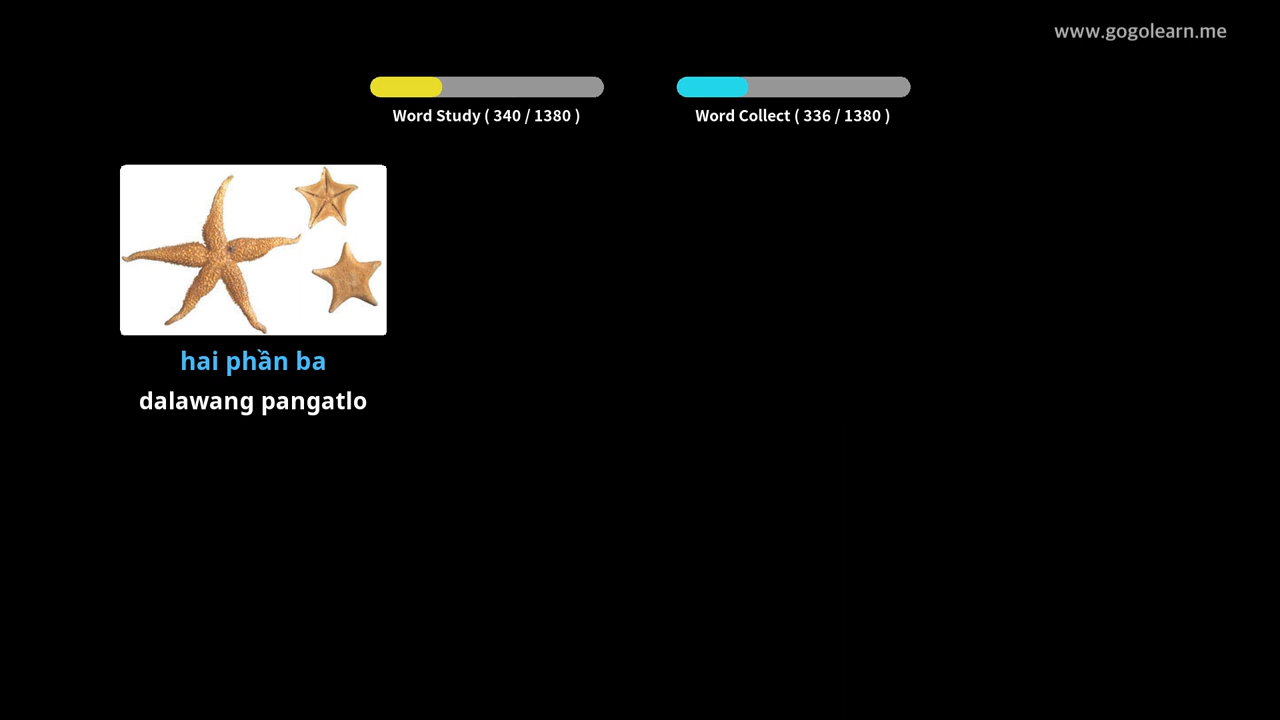 www.gogolearn.me
Word Study ( 340 / 1380 )
Word Collect ( 336 / 1380 )
hai phần ba
dalawang pangatlo